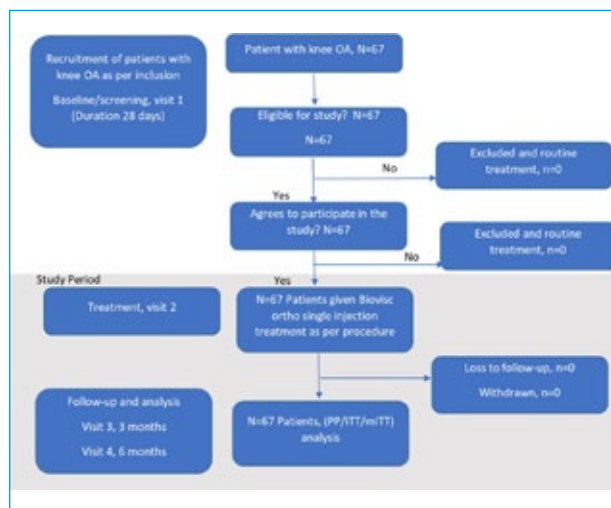 Recruitment of patients with
knee OA as per inclusion
Baseline/screening, visit 1
(Duration 28 days)
Patient with knee OA, N=67
Eligible for study? N=67
N=67
No
Excluded and routine
treatment, n=0
Yes
Agrees to participate in the
study? N=67
No
Excluded and routine
treatment, n=0
Yes
Study Period
Treatment, visit 2
N=67 Patients given Biovisc
ortho single injection
treatment as per procedure
Loss to follow-up, n=0
Withdrawn, n=0
Follow-up and analysis
Visit 3, 3 months
Visit 4, 6 months
N=67 Patients, (PP/ITT/mITT)
analysis